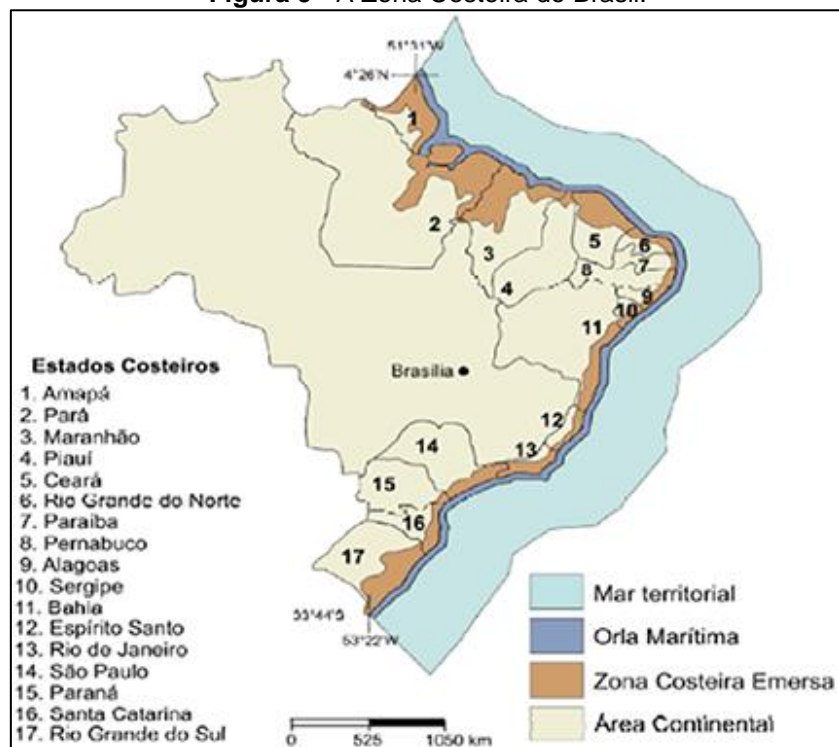 Figura 3 - A Zona Costeira do Brasil.
51°31'W
4°26'N
1
2
3
4
5
6
7
8
9
10
11
Brasília
12
13
14
15
16
17
Estados Costeiros
1. Amapá
2. Pará
3. Maranhão
4. Piauí
5. Ceará
6. Rio Grande do Norte
7. Paraíba
8. Pernabuco
9. Alagoas
10. Sergipe
11. Bahia
12. Espírito Santo
13. Rio de Janeiro
14. São Paulo
15. Paraná
16. Santa Catarina
17. Rio Grande do Sul
53°22'W
0 525 1050 km
Mar territorial
Orla Marítima
Zona Costeira Emersa
Área Continental